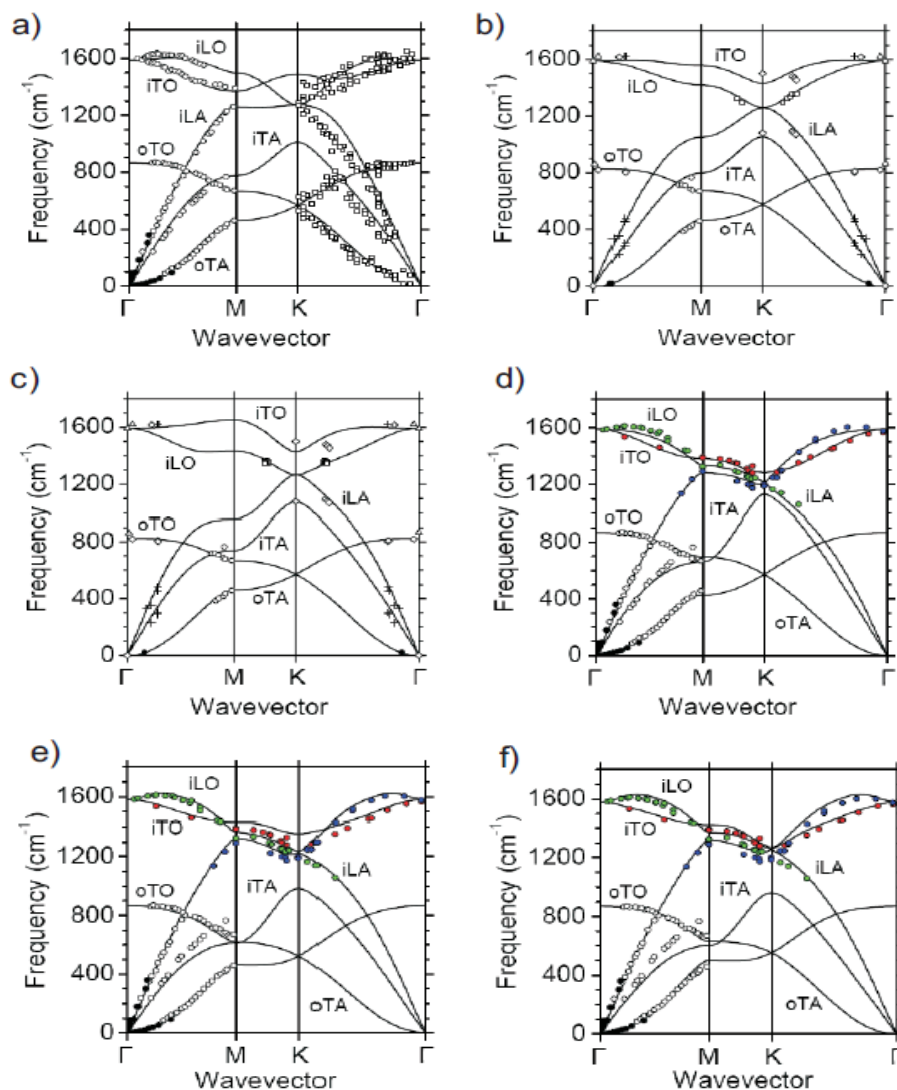 a)
Frequency (cm⁻¹)
1600
1200
800
400
0
iLO
iTO
iLA
iTA
oTO
oTA
Γ M K Γ
Wavevector
b)
Frequency (cm⁻¹)
1600
1200
800
400
0
iTO
iLO
iLA
oTO
iTA
oTA
Γ M K Γ
Wavevector
c)
Frequency (cm⁻¹)
1600
1200
800
400
0
iTO
iLO
iLA
oTO
iTA
oTA
Γ M K Γ
Wavevector
d)
Frequency (cm⁻¹)
1600
1200
800
400
0
iLO
iTO
iLA
iTA
oTO
oTA
Γ M K Γ
Wavevector
e)
Frequency (cm⁻¹)
1600
1200
800
400
0
iLO
iTO
iLA
iTA
oTO
oTA
Γ M K Γ
Wavevector
f)
Frequency (cm⁻¹)
1600
1200
800
400
0
iLO
iTO
iLA
iTA
oTO
oTA
Γ M K Γ
Wavevector